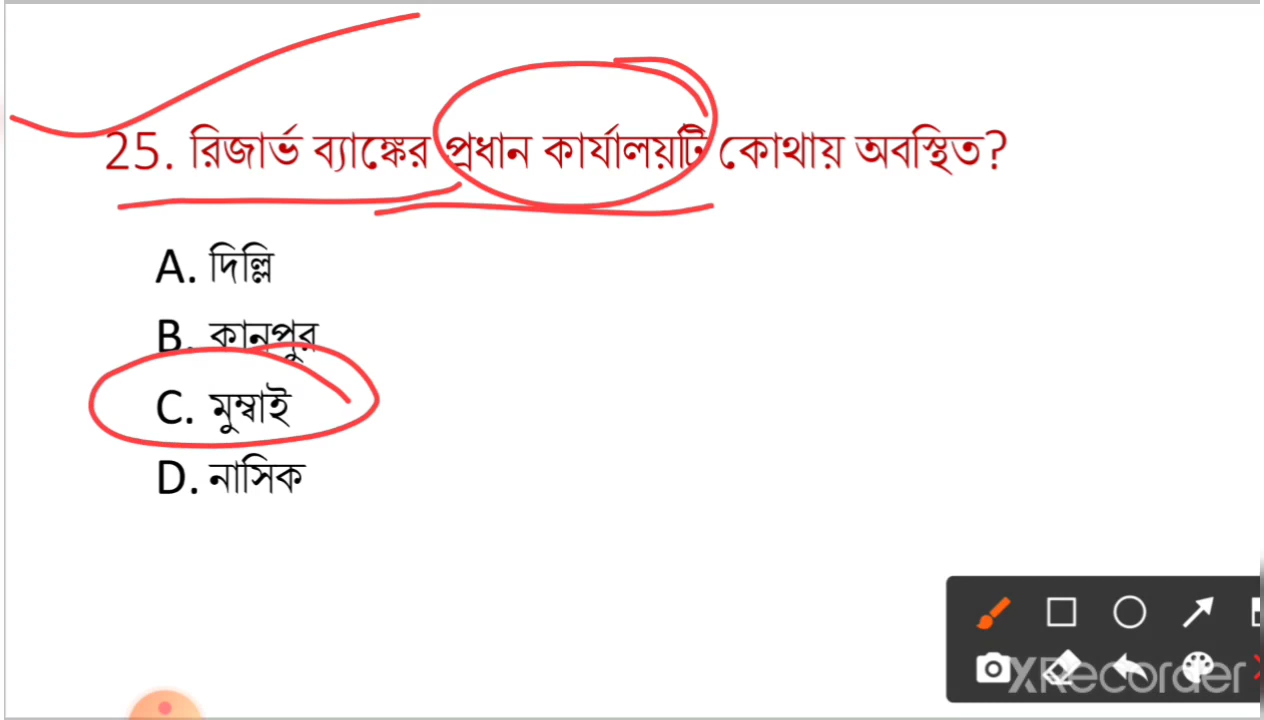 25. রিজার্ভ ব্যাঙ্কের প্রধান কার্যালয়টি কোথায় অবস্থিত?
A. দিল্লি
B. কানপুর
C. মুম্বাই
D. নাসিক
XRecorder